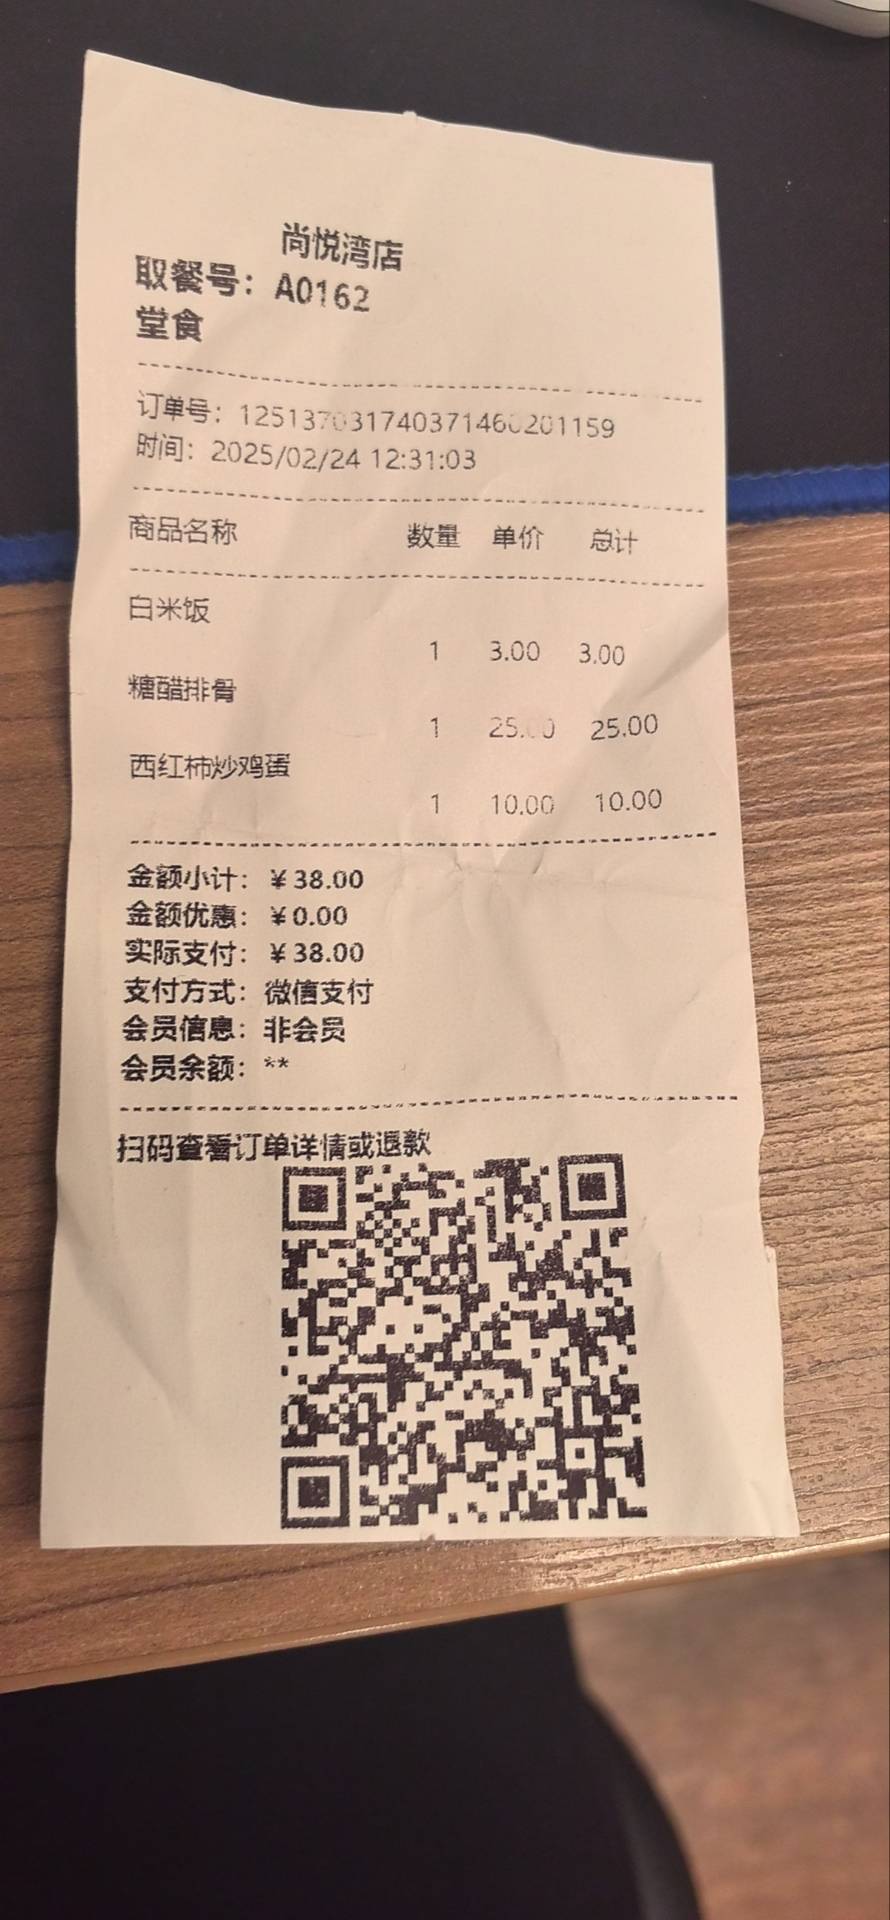 尚悦湾店
取餐号：A0162
堂食
订单号：125137031740371460201159
时间：2025/02/24 12:31:03
商品名称 数量 单价 总计
白米饭
1 3.00 3.00
糖醋排骨
1 25.00 25.00
西红柿炒鸡蛋
1 10.00 10.00
金额小计：￥38.00
金额优惠：￥0.00
实际支付：￥38.00
支付方式：微信支付
会员信息：非会员
会员余额：**
扫码查看订单详情或退款